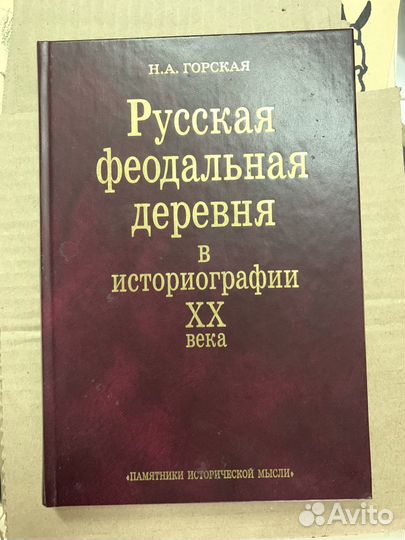 Н.А. ГОРСКАЯ
РУССКАЯ
ФЕОДАЛЬНАЯ
ДЕРЕВНЯ
В
ИСТОРИОГРАФИИ
XX
ВЕКА
«ПАМЯТНИКИ ИСТОРИЧЕСКОЙ МЫСЛИ»
Avito